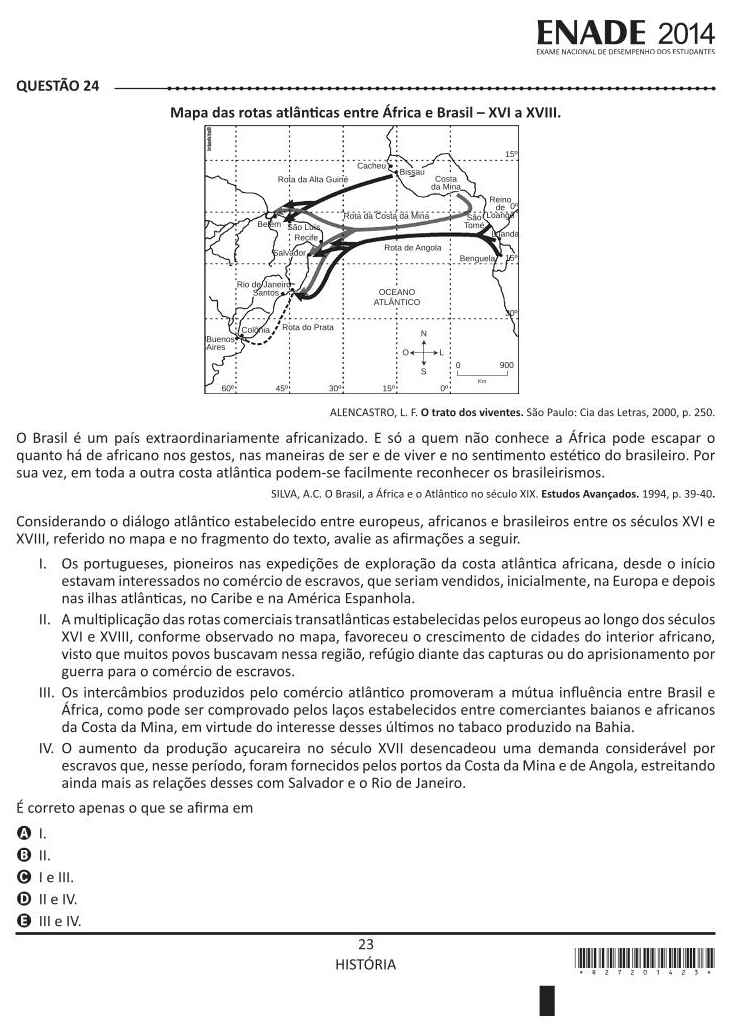 ENADE 2014
EXAME NACIONAL DE DESEMPENHO DOS ESTUDANTES
QUESTÃO 24
Mapa das rotas atlânticas entre África e Brasil – XVI a XVIII.
15º
Cacheu
Bissau
Rota da Alta Guiné
Costa
da Mina
Reino
de
Loango
0º
Rota da Costa da Mina
São
Tomé
Belém
São Luís
Recife
Luanda
Salvador
Rota de Angola
Benguela
15º
Rio de Janeiro
Santos
OCEANO
ATLÂNTICO
30º
Colônia
Rota do Prata
Buenos
Aires
N
O
L
S
0
900
Km
60º
45º
30º
15º
0º
ALENCASTRO, L. F. O trato dos viventes. São Paulo: Cia das Letras, 2000, p. 250.
O Brasil é um país extraordinariamente africanizado. E só a quem não conhece a África pode escapar o
quanto há de africano nos gestos, nas maneiras de ser e de viver e no sentimento estético do brasileiro. Por
sua vez, em toda a outra costa atlântica podem-se facilmente reconhecer os brasileirismos.
SILVA, A.C. O Brasil, a África e o Atlântico no século XIX. Estudos Avançados. 1994, p. 39-40.
Considerando o diálogo atlântico estabelecido entre europeus, africanos e brasileiros entre os séculos XVI e
XVIII, referido no mapa e no fragmento do texto, avalie as afirmações a seguir.
I. Os portugueses, pioneiros nas expedições de exploração da costa atlântica africana, desde o início
estavam interessados no comércio de escravos, que seriam vendidos, inicialmente, na Europa e depois
nas ilhas atlânticas, no Caribe e na América Espanhola.
II. A multiplicação das rotas comerciais transatlânticas estabelecidas pelos europeus ao longo dos séculos
XVI e XVIII, conforme observado no mapa, favoreceu o crescimento de cidades do interior africano,
visto que muitos povos buscavam nessa região, refúgio diante das capturas ou do aprisionamento por
guerra para o comércio de escravos.
III. Os intercâmbios produzidos pelo comércio atlântico promoveram a mútua influência entre Brasil e
África, como pode ser comprovado pelos laços estabelecidos entre comerciantes baianos e africanos
da Costa da Mina, em virtude do interesse desses últimos no tabaco produzido na Bahia.
IV. O aumento da produção açucareira no século XVII desencadeou uma demanda considerável por
escravos que, nesse período, foram fornecidos pelos portos da Costa da Mina e de Angola, estreitando
ainda mais as relações desses com Salvador e o Rio de Janeiro.
É correto apenas o que se afirma em
A I.
B II.
C I e III.
D II e IV.
E III e IV.
23
HISTÓRIA
*R27201423*